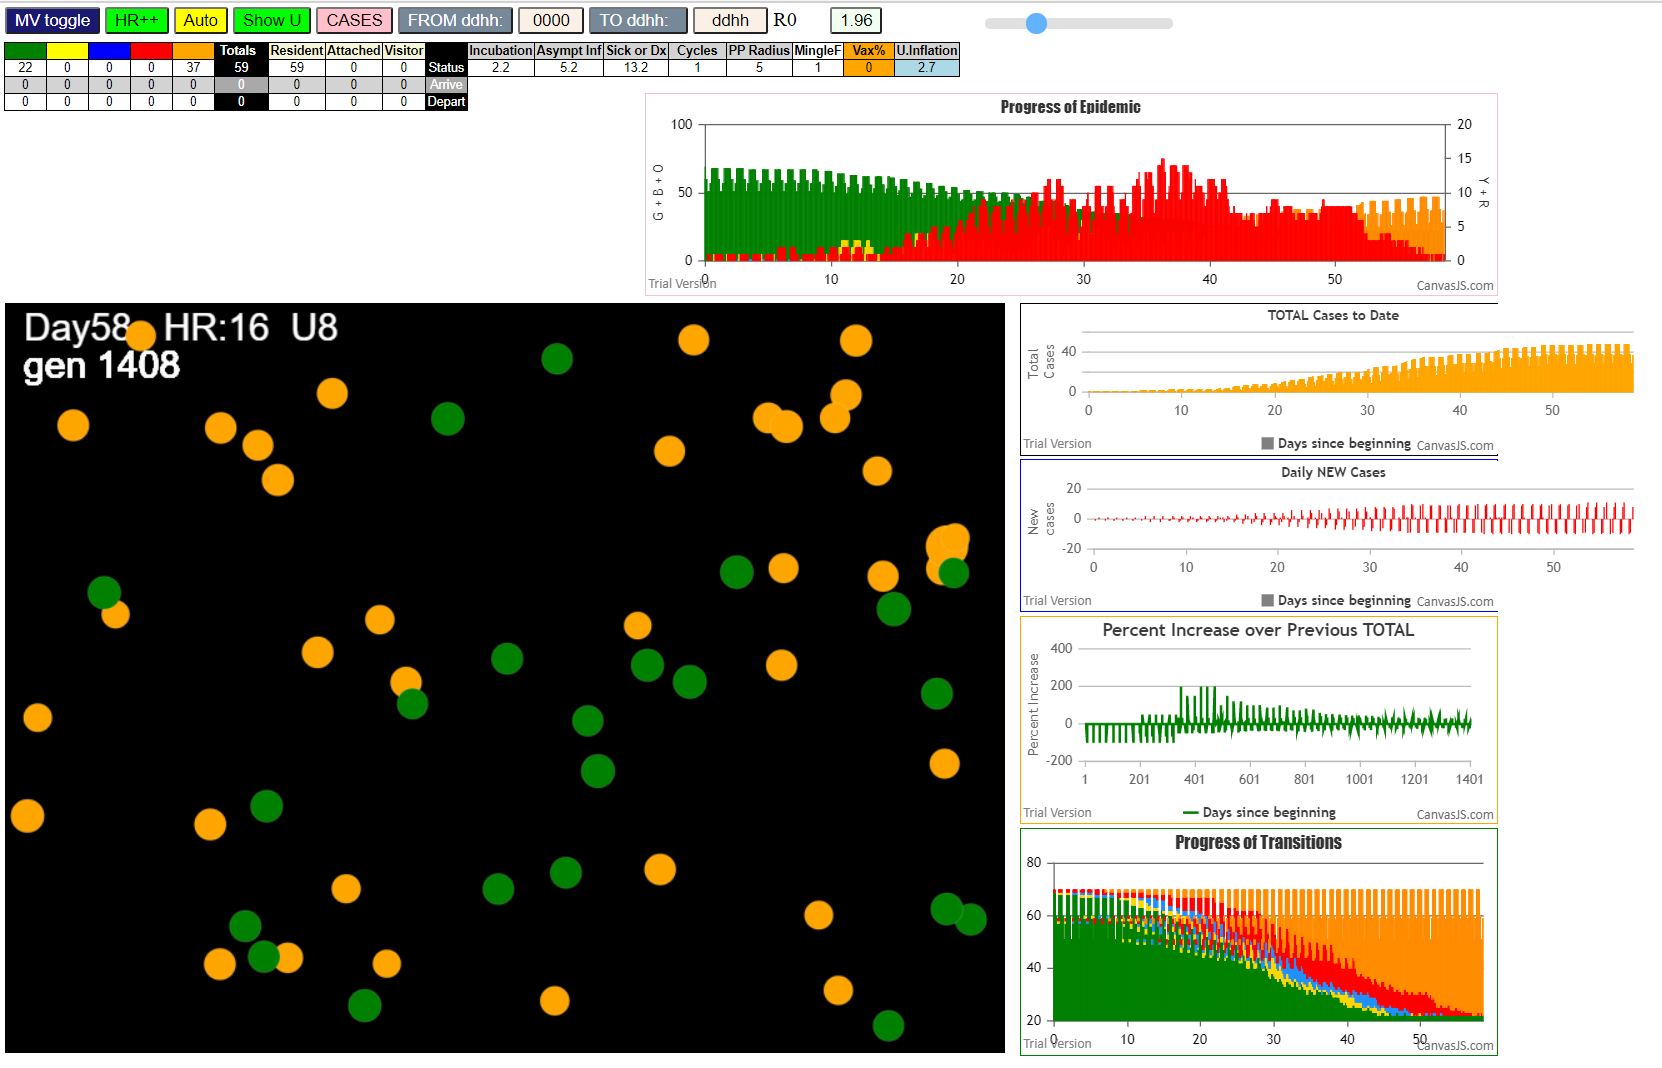 MV toggle HR++ Auto Show U CASES FROM ddhh: 0000 TO ddhh: ddhh R0 1.96
Totals Resident Attached Visitor Incubation Asympt Inf Sick or Dx Cycles PP Radius MingleF Vax% U.Inflation
22 0 0 0 37 59 59 0 0 Status 2.2 5.2 13.2 1 5 1 0 2.7
0 0 0 0 0 0 0 0 0 Arrive
0 0 0 0 0 0 0 0 0 Depart
Progress of Epidemic
100 20
15
G + B + O 50 10 Y + R
5
0 0
0 10 20 30 40 50
Trial Version CanvasJS.com
Day58 HR:16 U8
gen 1408
TOTAL Cases to Date
Total
Cases
40
0
0 10 20 30 40 50
Days since beginning
Trial Version CanvasJS.com
Daily NEW Cases
New
cases
20
0
-20
0 10 20 30 40 50
Days since beginning
Trial Version CanvasJS.com
Percent Increase over Previous TOTAL
Percent Increase
400
200
0
-200
1 201 401 601 801 1001 1201 1401
Days since beginning
Trial Version CanvasJS.com
Progress of Transitions
80
60
40
20
0 10 20 30 40 50
Trial Version CanvasJS.com